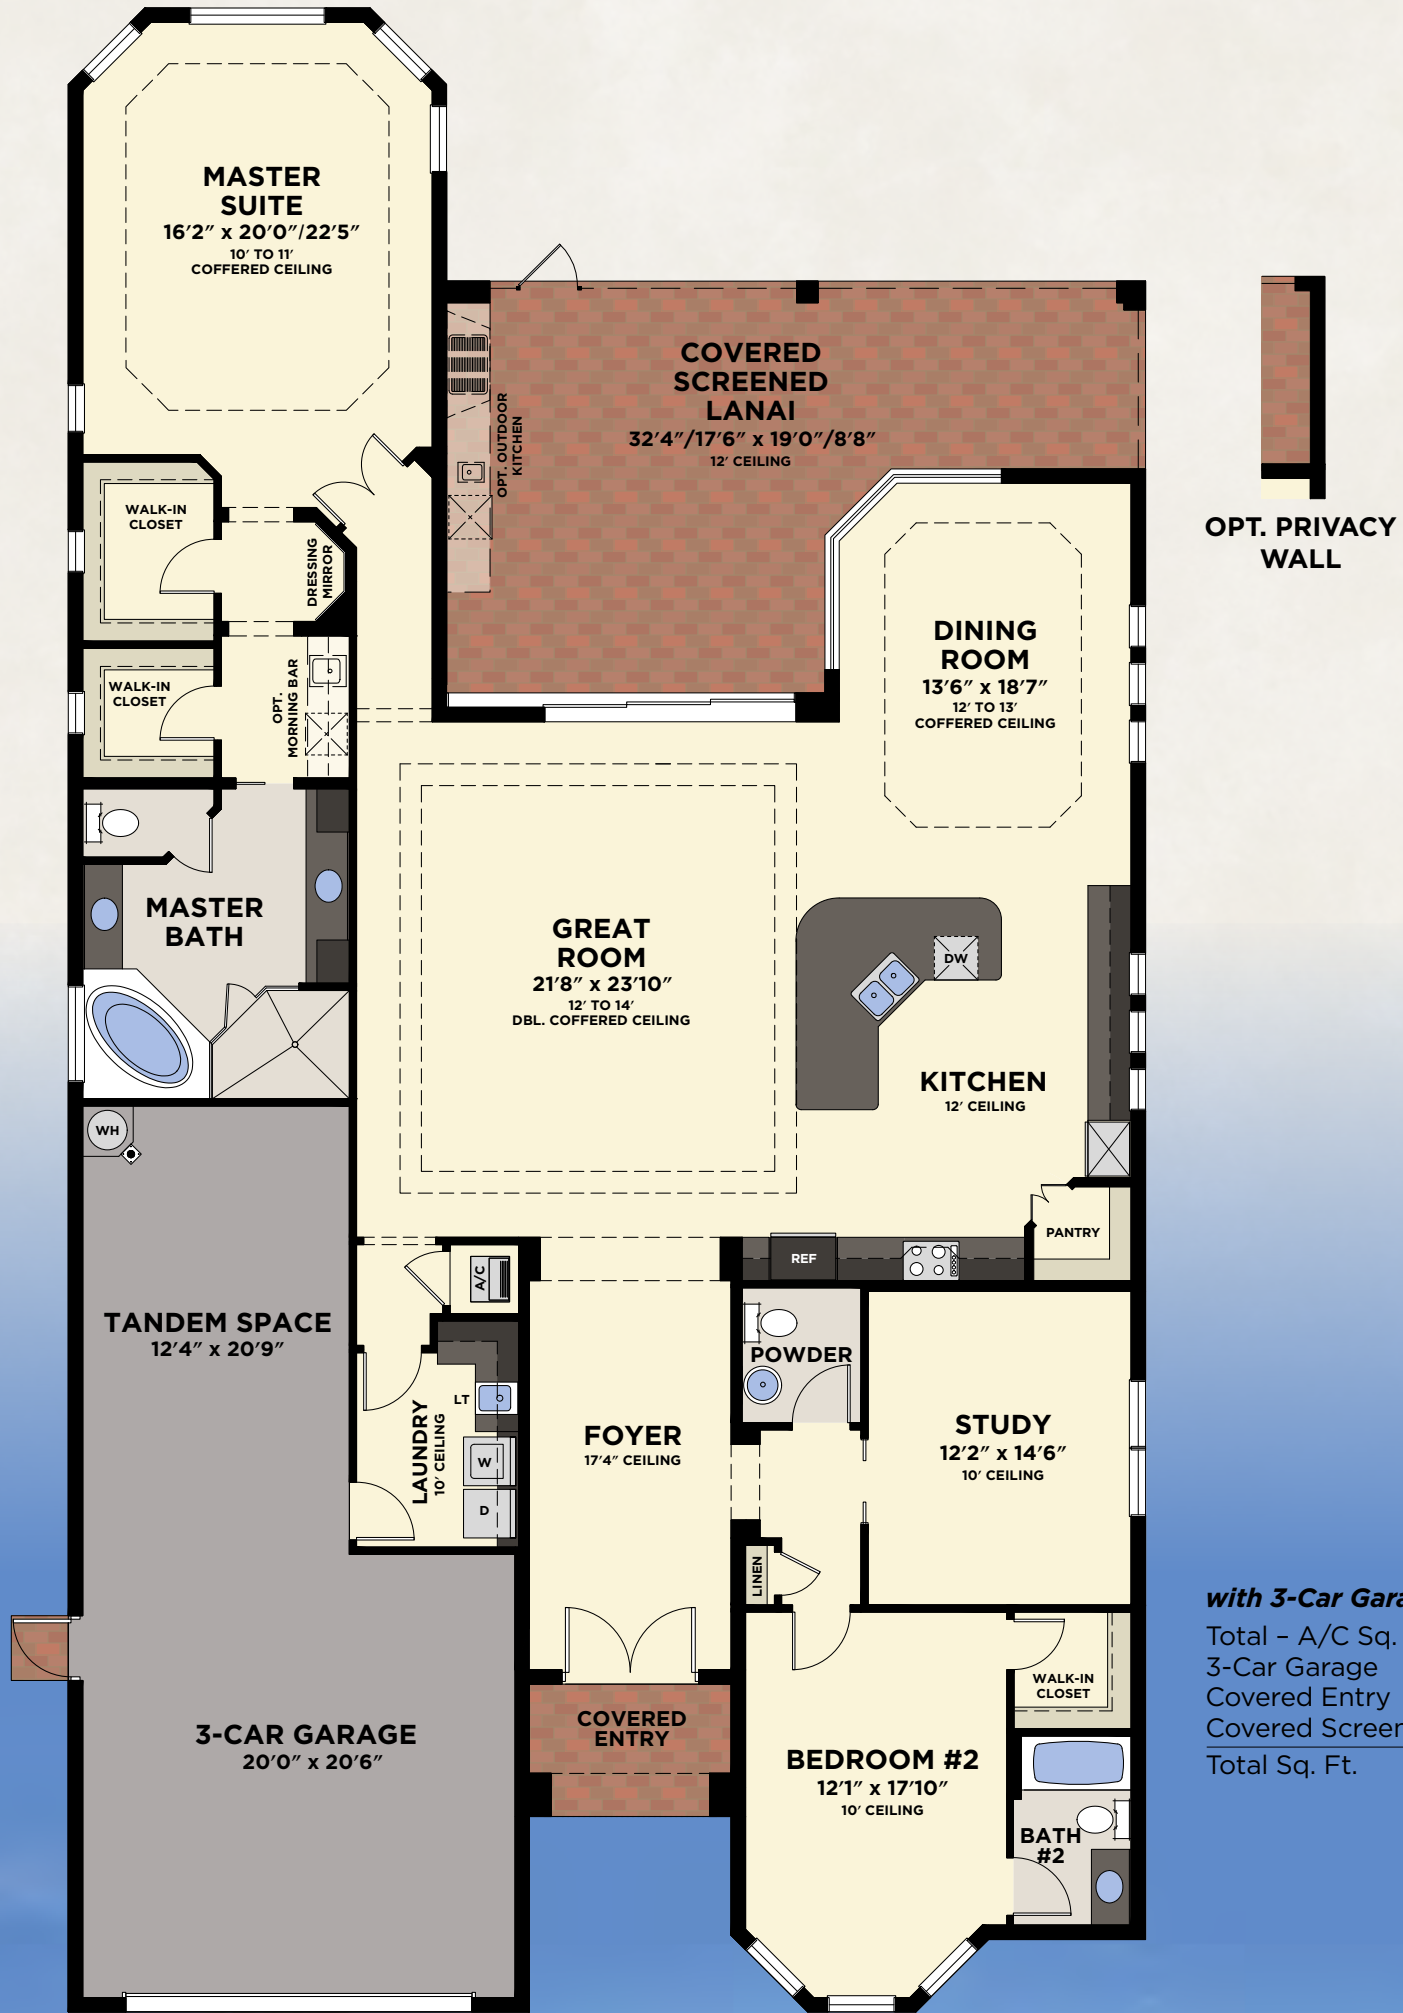 MASTER
SUITE
16'2" x 20'0"/22'5"
10' TO 11'
COFFERED CEILING
COVERED
SCREENED
LANAI
32'4"/17'6" x 19'0"/8'8"
12' CEILING
OPT. OUTDOOR
KITCHEN
OPT. PRIVACY
WALL
WALK-IN
CLOSET
DRESSING
MIRROR
WALK-IN
CLOSET
OPT.
MORNING BAR
DINING
ROOM
13'6" x 18'7"
12' TO 13'
COFFERED CEILING
MASTER
BATH
GREAT
ROOM
21'8" x 23'10"
12' TO 14'
DBL. COFFERED CEILING
DW
KITCHEN
12' CEILING
WH
PANTRY
REF
A/C
TANDEM SPACE
12'4" x 20'9"
POWDER
LT
LAUNDRY
10' CEILING
W
D
FOYER
17'4" CEILING
STUDY
12'2" x 14'6"
10' CEILING
LINEN
WALK-IN
CLOSET
3-CAR GARAGE
20'0" x 20'6"
COVERED
ENTRY
BEDROOM #2
12'1" x 17'10"
10' CEILING
BATH
#2
with 3-Car Gara
Total – A/C Sq.
3-Car Garage
Covered Entry
Covered Screen
Total Sq. Ft.